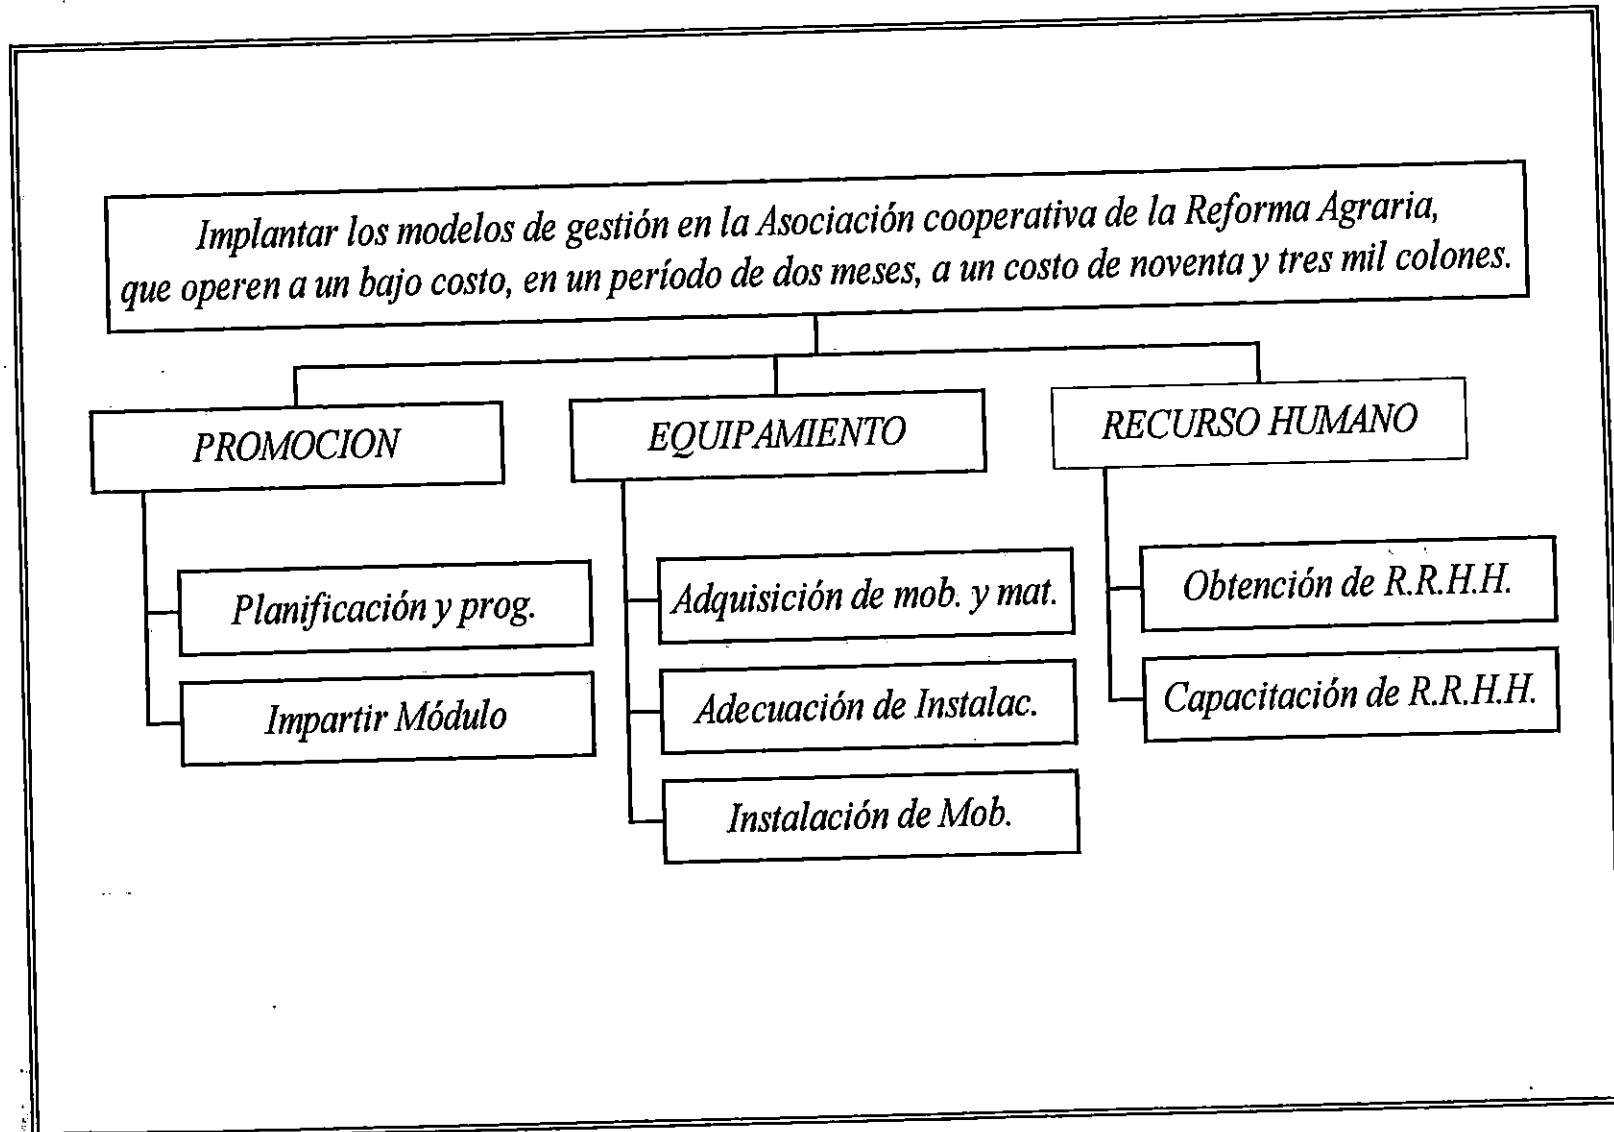 Implantar los modelos de gestión en la Asociación cooperativa de la Reforma Agraria,
que operen a un bajo costo, en un período de dos meses, a un costo de noventa y tres mil colones.
PROMOCION
Planificación y prog.
Impartir Módulo
EQUIPAMIENTO
Adquisición de mob. y mat.
Adecuación de Instalac.
Instalación de Mob.
RECURSO HUMANO
Obtención de R.R.H.H.
Capacitación de R.R.H.H.